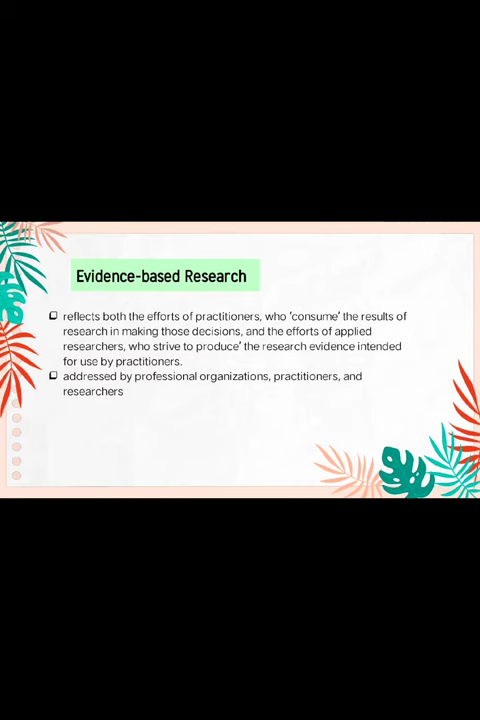 Evidence-based Research
reflects both the efforts of practitioners, who 'consume' the results of
research in making those decisions, and the efforts of applied
researchers, who strive to produce' the research evidence intended
for use by practitioners.
addressed by professional organizations, practitioners, and
researchers